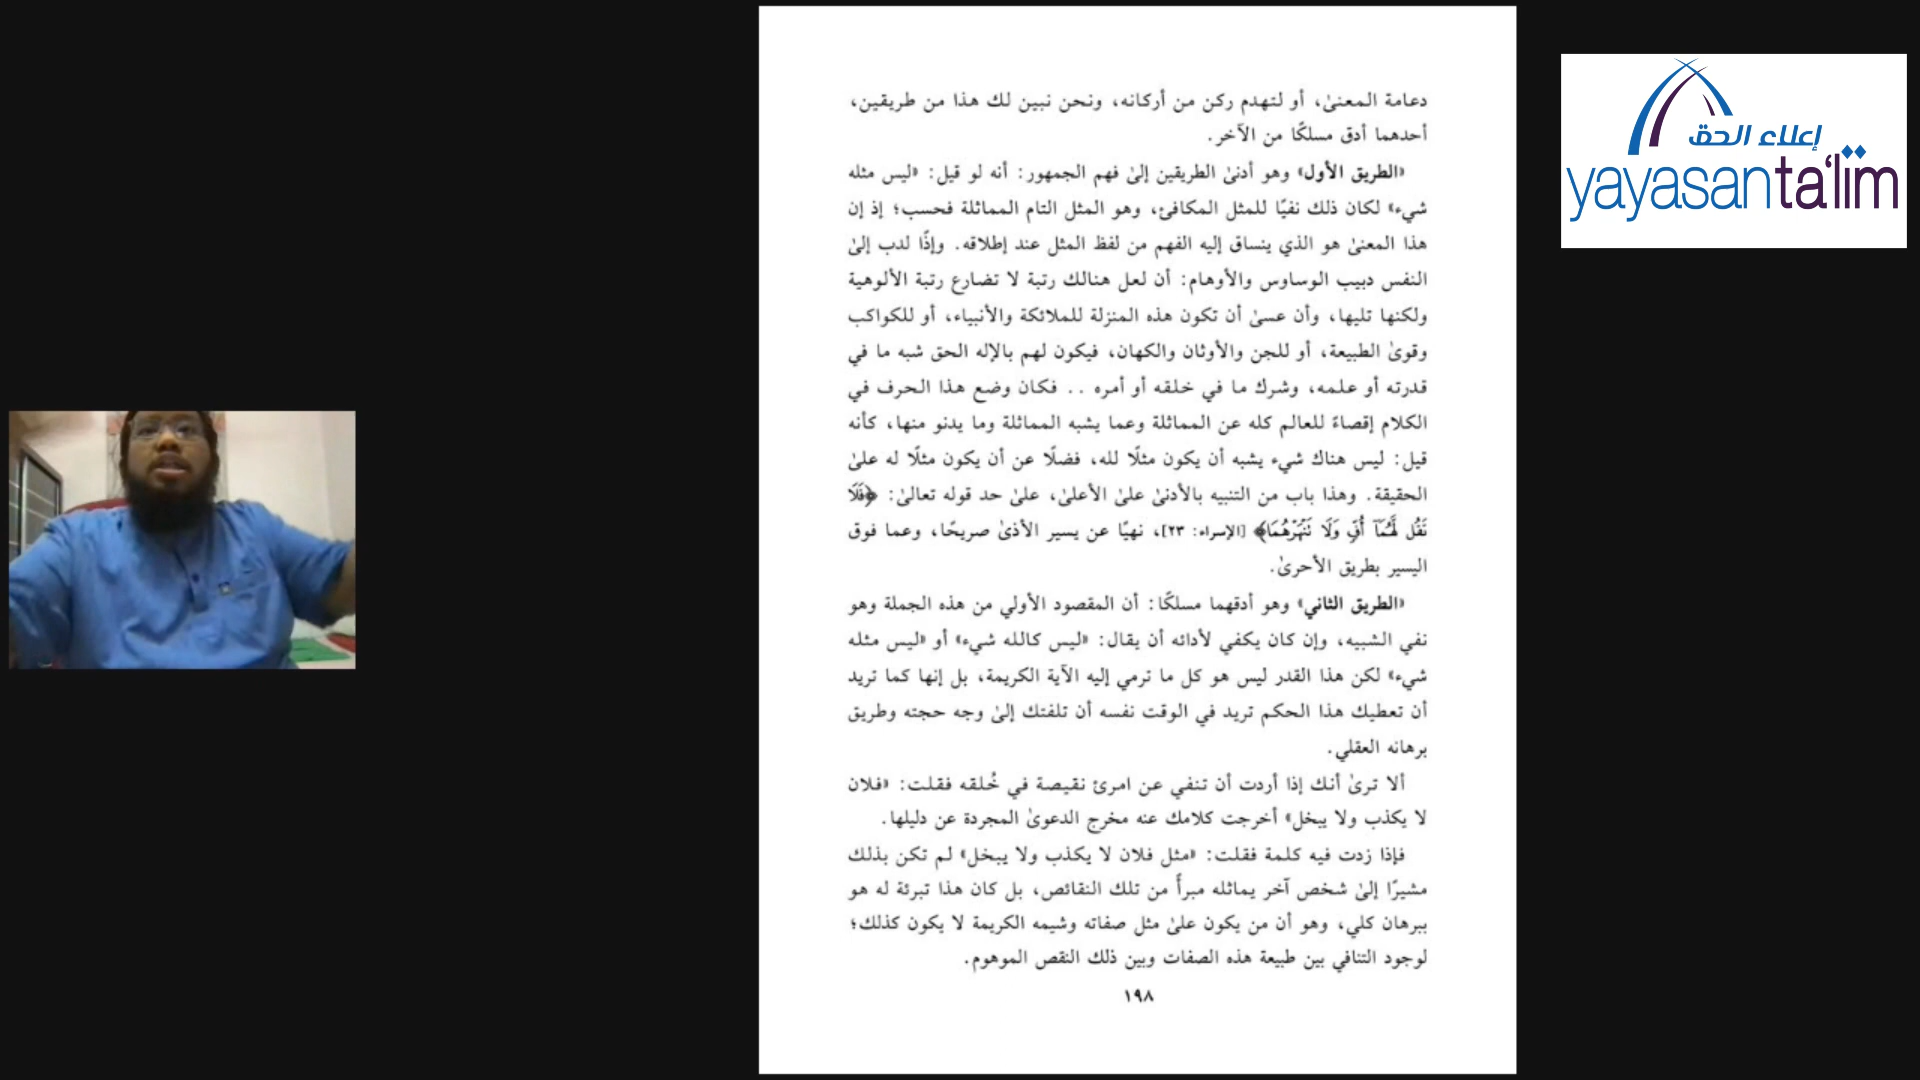 دعامة المعنىٰ، أو لتهدم ركن من أركانه، ونحن نبين لك هذا من طريقين،
أحدهما أدق مسلكًا من الآخر.
«الطريق الأول» وهو أدنىٰ الطريقين إلىٰ فهم الجمهور: أنه لو قيل: «ليس مثله
شيء» لكان ذلك نفيًا للمثل المكافئ، وهو المثل التام المماثلة فحسب؛ إذ إن
هذا المعنىٰ هو الذي ينساق إليه الفهم من لفظ المثل عند إطلاقه. وإذًا لدب إلىٰ
النفس دبيب الوساوس والأوهام: أن لعل هنالك رتبة لا تضارع رتبة الألوهية
ولكنها تليها، وأن عسىٰ أن تكون هذه المنزلة للملائكة والأنبياء، أو للكواكب
وقوىٰ الطبيعة، أو للجن والأوثان والكهان، فيكون لهم بالإله الحق شبه ما في
قدرته أو علمه، وشرك ما في خلقه أو أمره .. فكان وضع هذا الحرف في
الكلام إقصاءً للعالم كله عن المماثلة وعما يشبه المماثلة وما يدنو منها، كأنه
قيل: ليس هناك شيء يشبه أن يكون مثلًا لله، فضلًا عن أن يكون مثلًا له علىٰ
الحقيقة. وهذا باب من التنبيه بالأدنىٰ علىٰ الأعلىٰ، علىٰ حد قوله تعالىٰ: ﴿فَلَا
تَقُل لَّهُمَآ أُفٍّ وَلَا تَنْهَرْهُمَا﴾ [الإسراء: ٢٣]، نهيًا عن يسير الأذىٰ صريحًا، وعما فوق
اليسير بطريق الأحرىٰ.
«الطريق الثاني» وهو أدقهما مسلكًا: أن المقصود الأولي من هذه الجملة وهو
نفي الشبيه، وإن كان يكفي لأدائه أن يقال: «ليس كالله شيء» أو «ليس مثله
شيء» لكن هذا القدر ليس هو كل ما ترمي إليه الآية الكريمة، بل إنها كما تريد
أن تعطيك هذا الحكم تريد في الوقت نفسه أن تلفتك إلىٰ وجه حجته وطريق
برهانه العقلي.
ألا ترىٰ أنك إذا أردت أن تنفي عن امرئ نقيصة في خُلقه فقلت: «فلان
لا يكذب ولا يبخل» أخرجت كلامك عنه مخرج الدعوىٰ المجردة عن دليلها.
فإذا زدت فيه كلمة فقلت: «مثل فلان لا يكذب ولا يبخل» لم تكن بذلك
مشيرًا إلىٰ شخص آخر يماثله مبرأً من تلك النقائص، بل كان هذا تبرئة له هو
ببرهان كلي، وهو أن من يكون علىٰ مثل صفاته وشيمه الكريمة لا يكون كذلك؛
لوجود التنافي بين طبيعة هذه الصفات وبين ذلك النقص الموهوم.
١٩٨
إعلاء الحق
yayasanta'lim